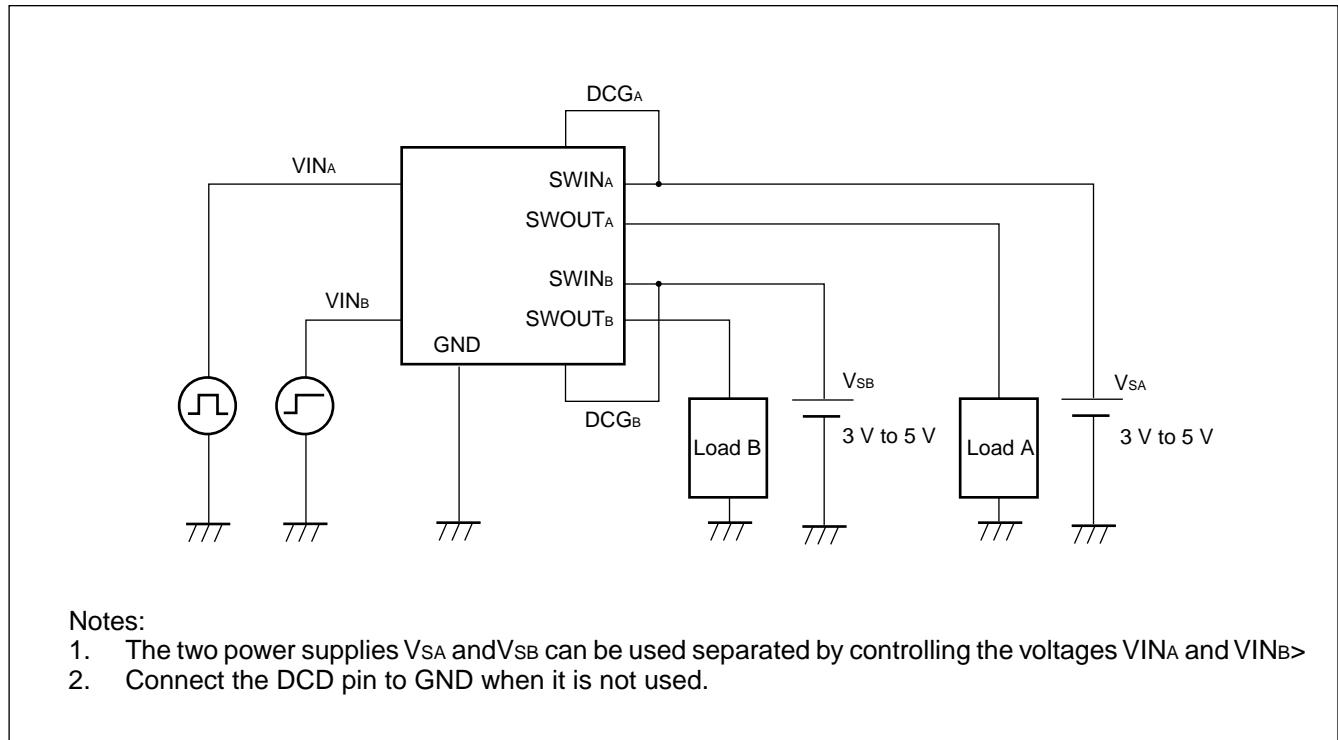 DCGA
VINA
SWINA
SWOUTA
SWINB
VINB
SWOUTB
GND
DCGB
VSB
VSA
Load B
3 V to 5 V
Load A
3 V to 5 V
Notes:
1. The two power supplies VSA andVSB can be used separated by controlling the voltages VINA and VINB>
2. Connect the DCD pin to GND when it is not used.